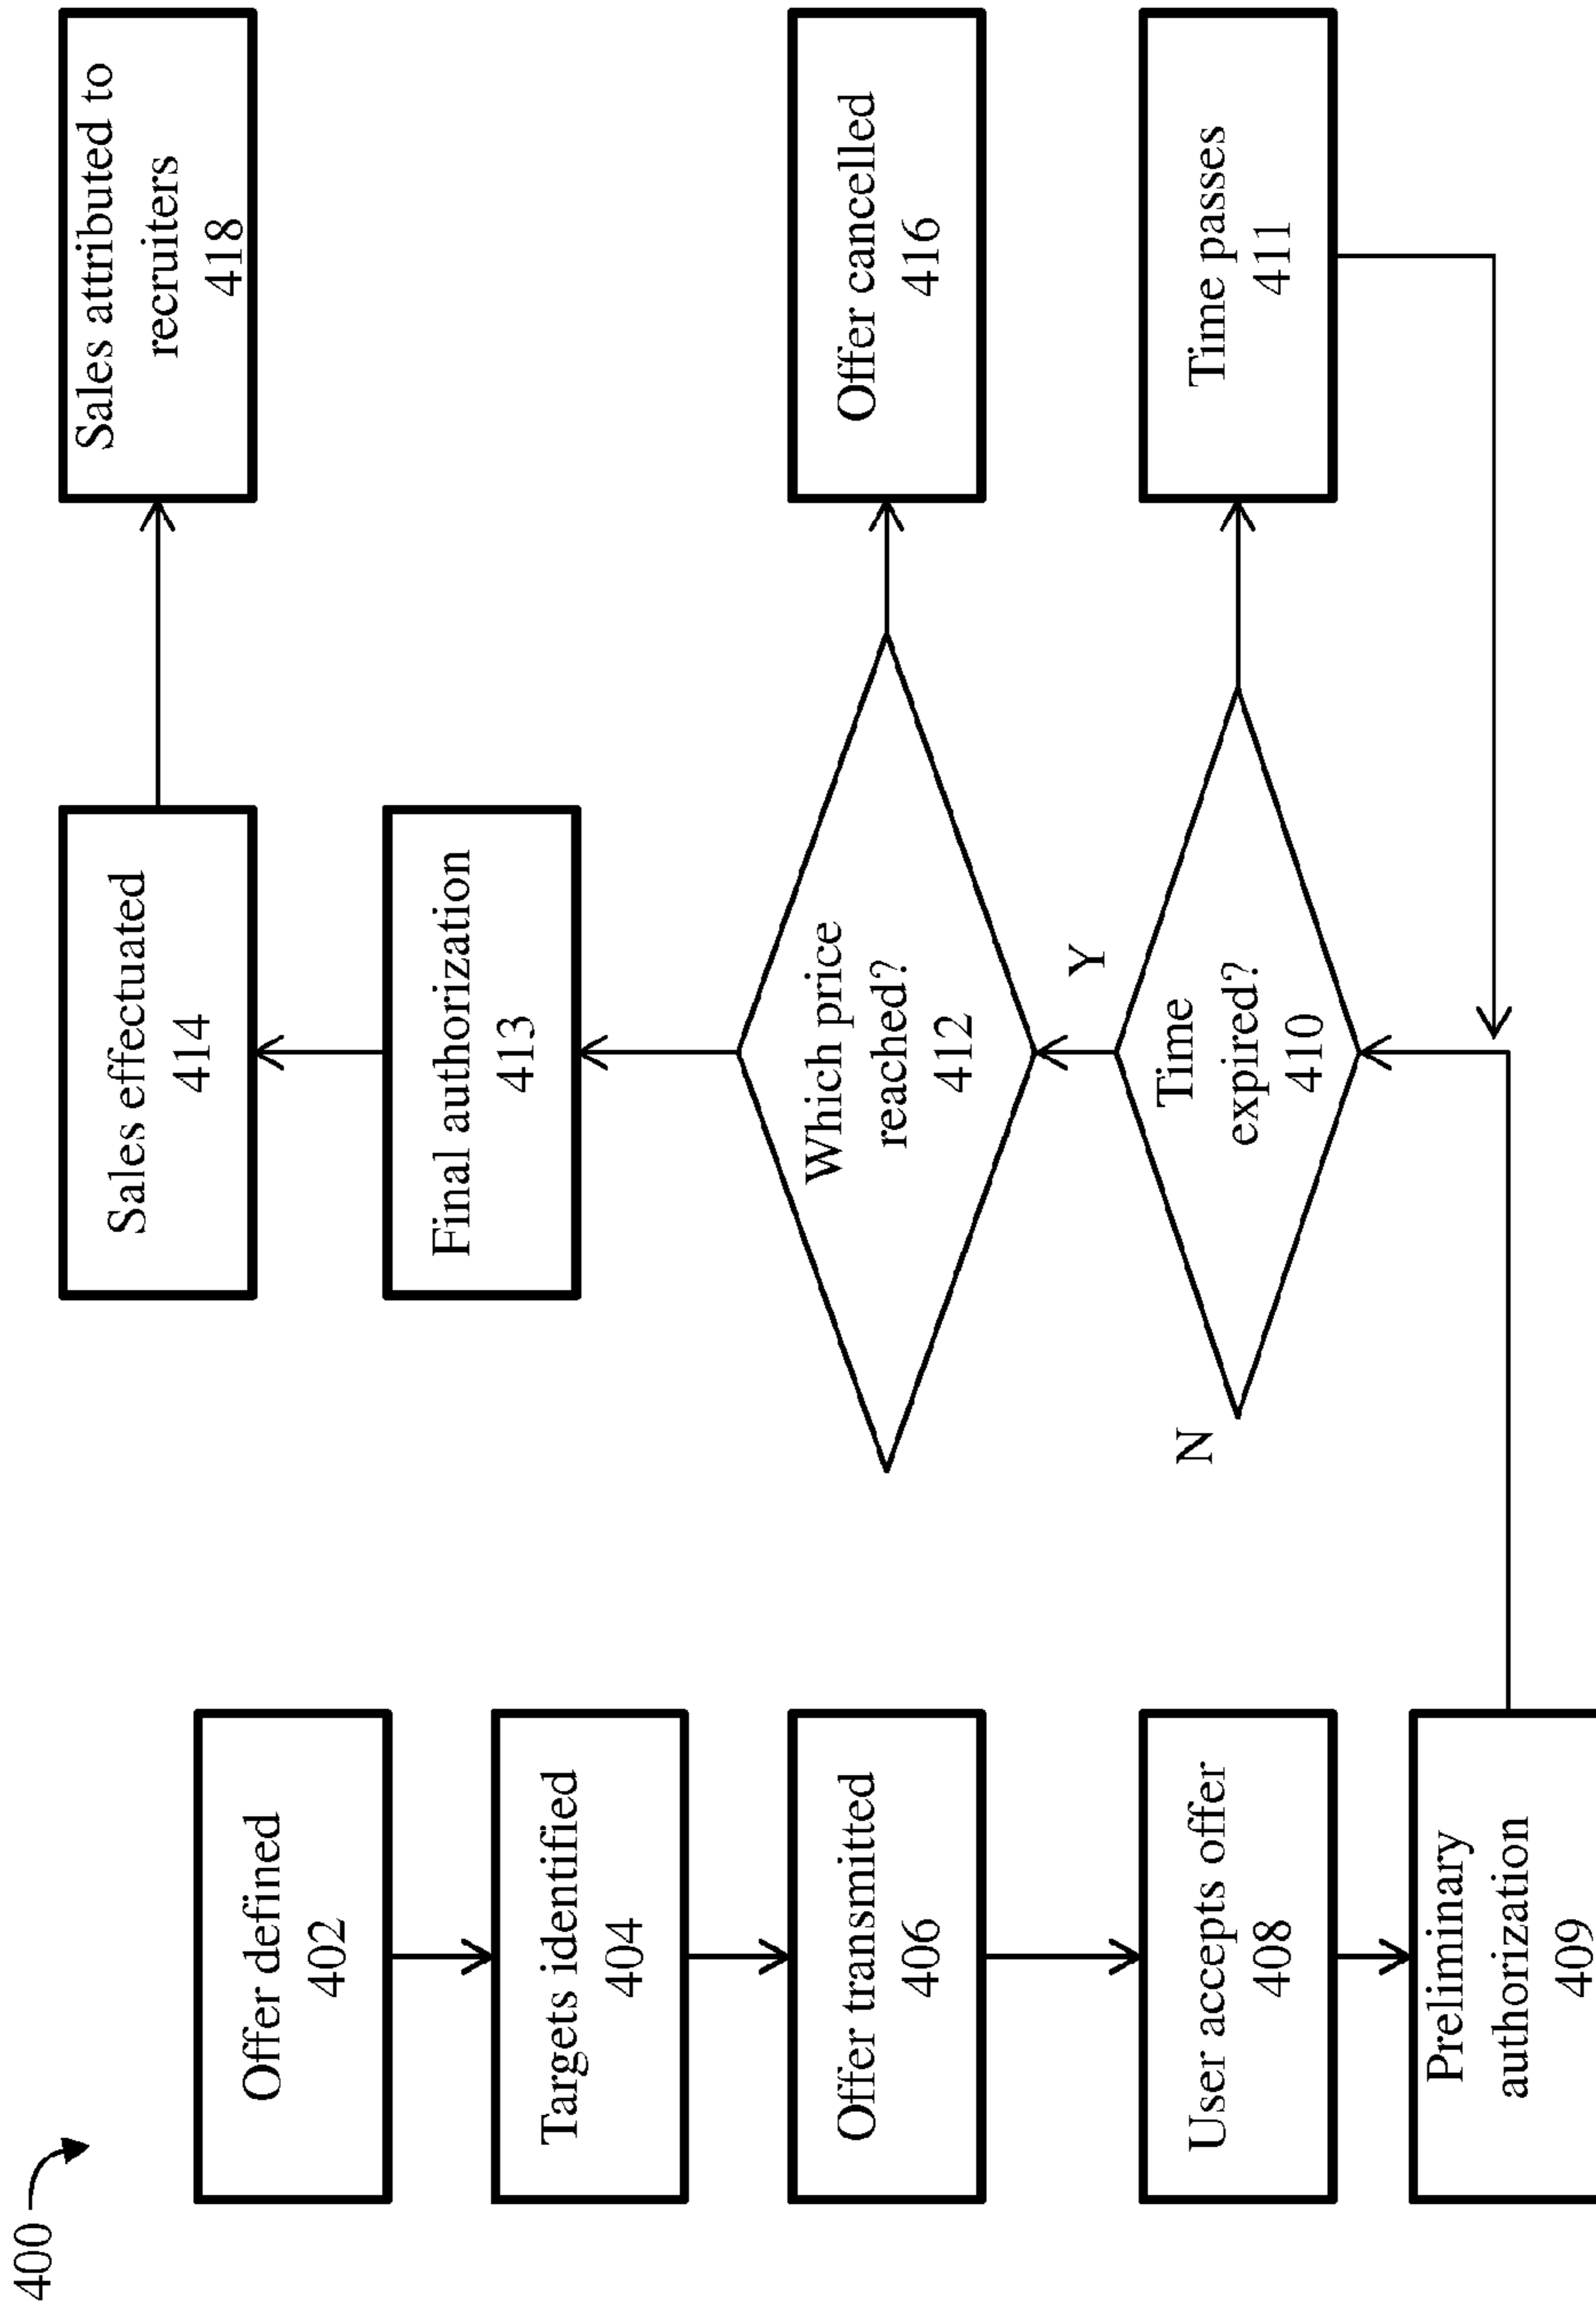 400
Offer defined
402
Targets identified
404
Offer transmitted
406
User accepts offer
408
Preliminary
authorization
409
Time
expired?
410
N
Y
Time passes
411
Which price
reached?
412
Offer cancelled
416
Final authorization
413
Sales effectuated
414
Sales attributed to
recruiters
418